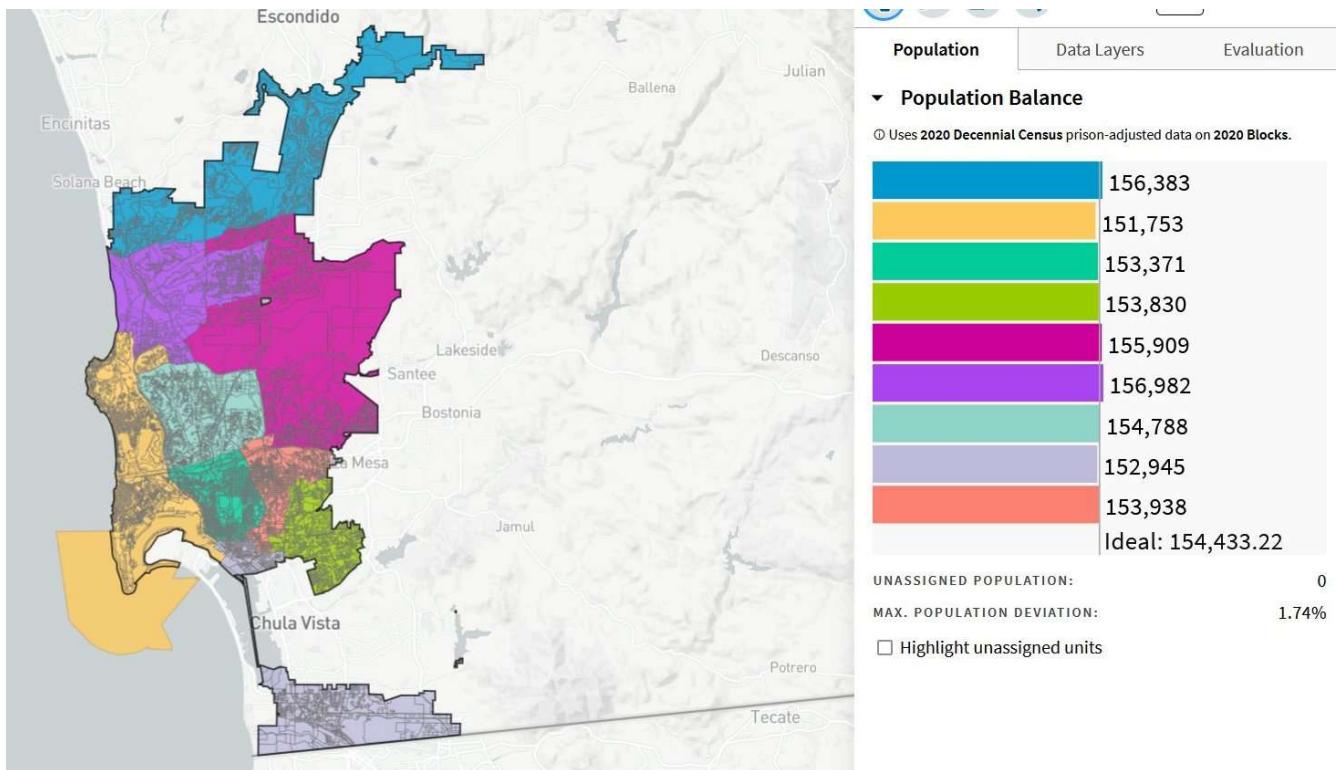 Escondido
Julian
Ballena
Encinitas
Solana Beach
Lakeside
Descanso
Santee
Bostonia
Mesa
Jamul
Chula Vista
Potrero
Tecate
Population
Data Layers
Evaluation
Population Balance
Uses 2020 Decennial Census prison-adjusted data on 2020 Blocks.
156,383
151,753
153,371
153,830
155,909
156,982
154,788
152,945
153,938
Ideal: 154,433.22
UNASSIGNED POPULATION: 0
MAX. POPULATION DEVIATION: 1.74%
Highlight unassigned units